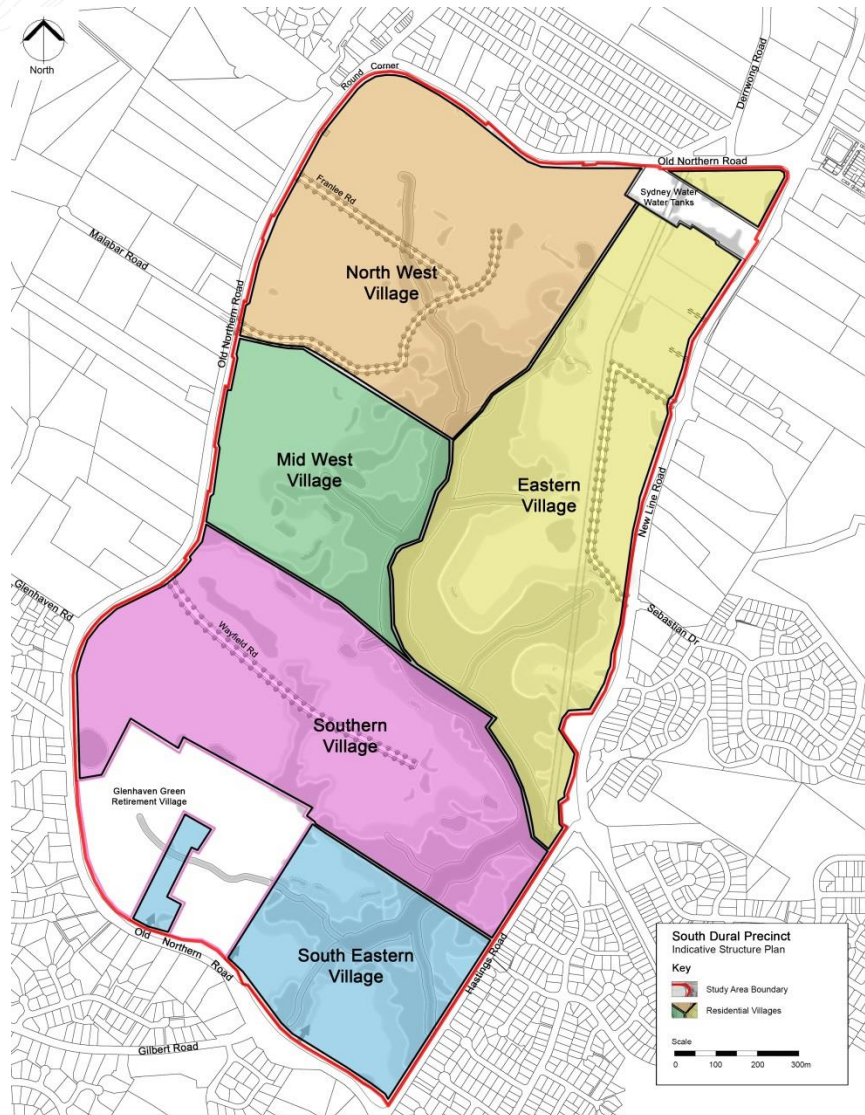 North
Round Corner
Derrwong Road
Old Northern Road
Sydney Water
Water Tanks
Franlee Rd
Malabar Road
North West
Village
Old Northern Road
Mid West
Village
Eastern
Village
New Line Road
Glenhaven Rd
Wayfield Rd
Sebastian Dr
Southern
Village
Glenhaven Green
Retirement Village
Old Northern Road
South Eastern
Village
Hastings Road
Gilbert Road
South Dural Precinct
Indicative Structure Plan
Key
Study Area Boundary
Residential Villages
Scale
0 100 200 300m